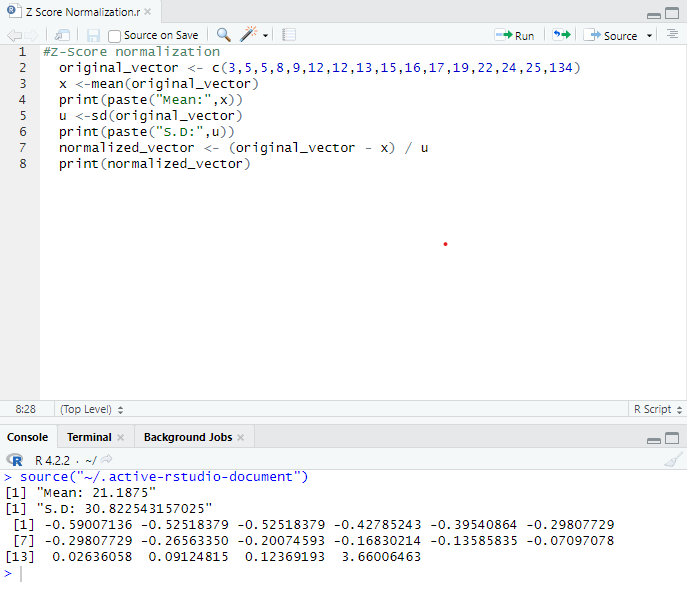 Z Score Normalization.r
Source on Save
Run
Source
1 #Z-Score normalization
2 original_vector <- c(3,5,5,8,9,12,12,13,15,16,17,19,22,24,25,134)
3 x <-mean(original_vector)
4 print(paste("Mean:",x))
5 u <-sd(original_vector)
6 print(paste("S.D:",u))
7 normalized_vector <- (original_vector - x) / u
8 print(normalized_vector)
8:28 (Top Level) R Script
Console Terminal Background Jobs
R R 4.2.2 · ~/
> source("~/.active-rstudio-document")
[1] "Mean: 21.1875"
[1] "S.D: 30.822543157025"
[1] -0.59007136 -0.52518379 -0.52518379 -0.42785243 -0.39540864 -0.29807729
[7] -0.29807729 -0.26563350 -0.20074593 -0.16830214 -0.13585835 -0.07097078
[13] 0.02636058 0.09124815 0.12369193 3.66006463
>